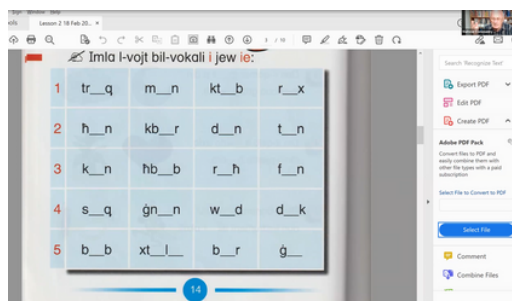 Lesson 2 18 Feb 20...
1 / 10
Imla l-vojt bil-vokali i jew ie:
1 tr__q m__n kt__b r__x
2 ħ__n kb__r d__n t__n
3 k__n ħb__b r__ħ f__n
4 s__q ġn__n w__d d__k
5 b__b xt__l__ b__r ġ__
14
Search 'Recognize Text'
Export PDF
Edit PDF
Create PDF
Adobe PDF Pack
Convert files to PDF and
easily combine them with
other file types with a paid
subscription
Select File to Convert to PDF
Select File
Comment
Combine Files